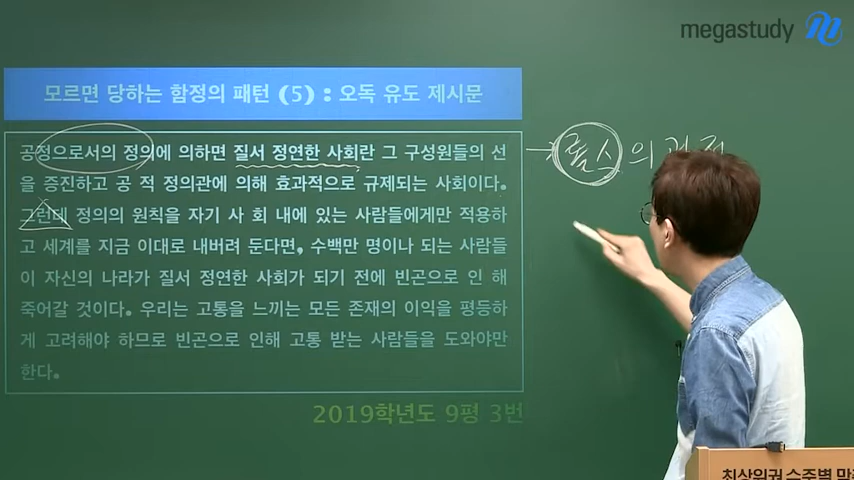 megastudy
모르면 당하는 함정의 패턴 (5) : 오독 유도 제시문
공정으로서의 정의에 의하면 질서 정연한 사회란 그 구성원들의 선
을 증진하고 공 적 정의관에 의해 효과적으로 규제되는 사회이다.
그런데 정의의 원칙을 자기 사 회 내에 있는 사람들에게만 적용하
고 세계를 지금 이대로 내버려 둔다면, 수백만 명이나 되는 사람들
이 자신의 나라가 질서 정연한 사회가 되기 전에 빈곤으로 인 해
죽어갈 것이다. 우리는 고통을 느끼는 모든 존재의 이익을 평등하
게 고려해야 하므로 빈곤으로 인해 고통 받는 사람들을 도와야만
한다.
→ 롤스의
2019학년도 9평 3번
최상위권 수준별